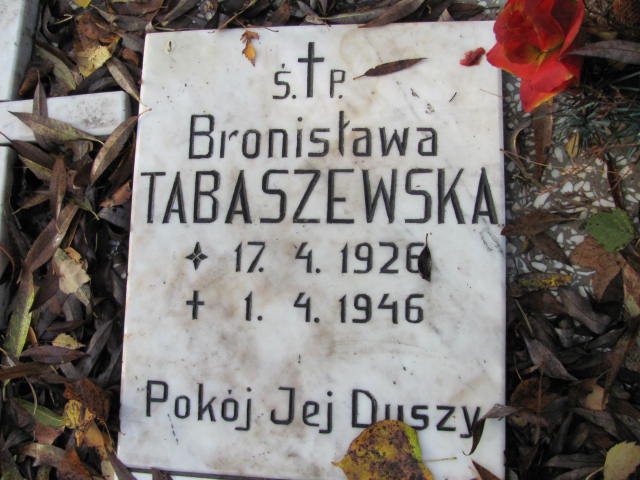 Ś. † P.
Bronisława
TABASZEWSKA
✧ 17. 4. 1926
† 1. 4. 1946
Pokój Jej Duszy